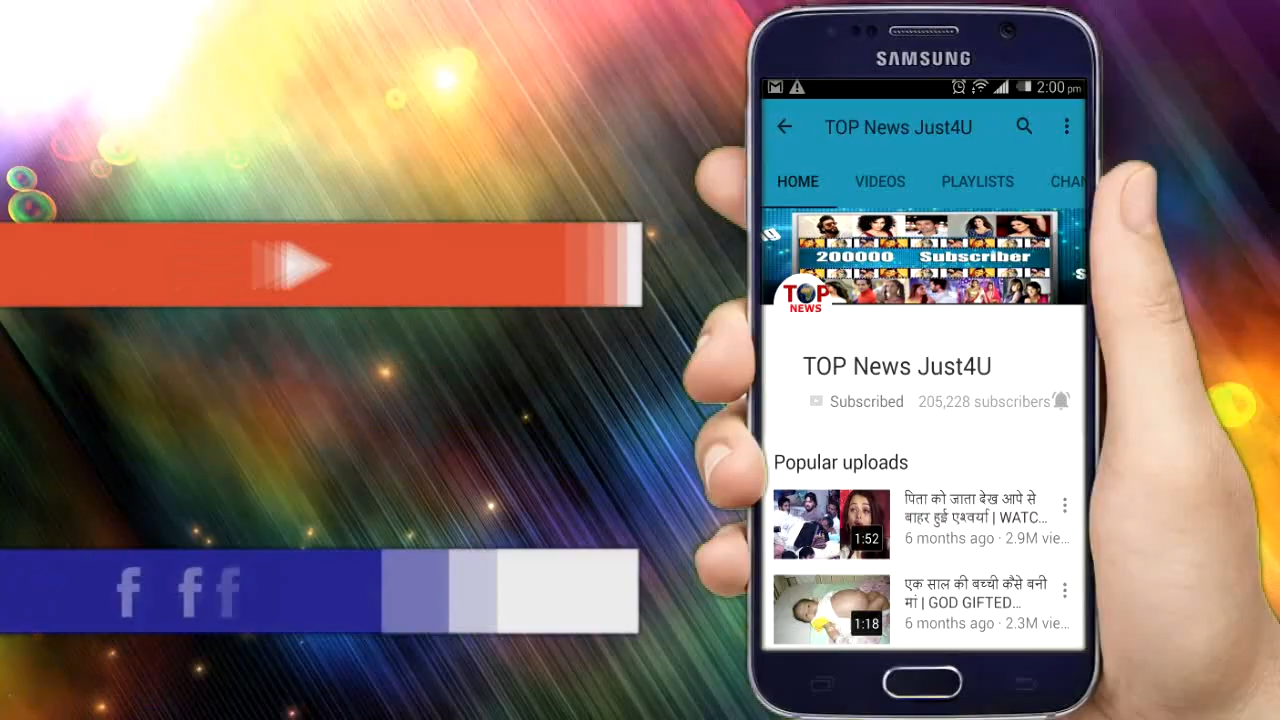 SAMSUNG
2:00 pm
TOP News Just4U
HOME VIDEOS PLAYLISTS CHAN
200000 Subscriber
TOP
NEWS
TOP News Just4U
Subscribed 205,228 subscribers
Popular uploads
पिता को जाता देख आपे से
बाहर हुई एश्वर्या | WATC...
1:52
6 months ago · 2.9M vie...
एक साल की बच्ची कैसे बनी
मां | GOD GIFTED...
1:18
6 months ago · 2.3M vie...
f f f